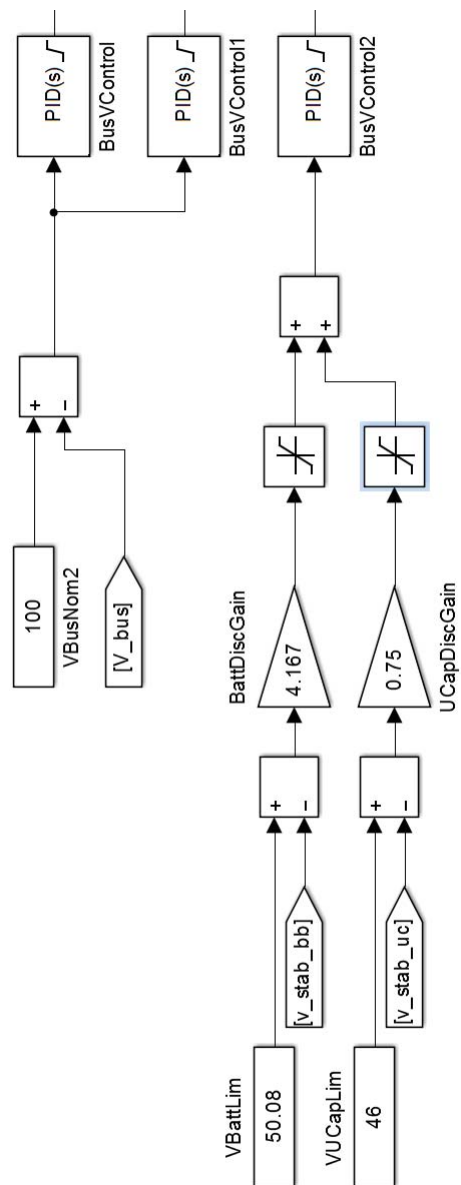 100
VBusNom2
[V_bus]
+
−
PID(s)
BusVControl
PID(s)
BusVControl1
VBattLim
50.08
[v_stab_bb]
+
−
BattDiscGain
4.167
VUCapLim
46
[v_stab_uc]
+
−
0.75
UCapDiscGain
+
+
PID(s)
BusVControl2